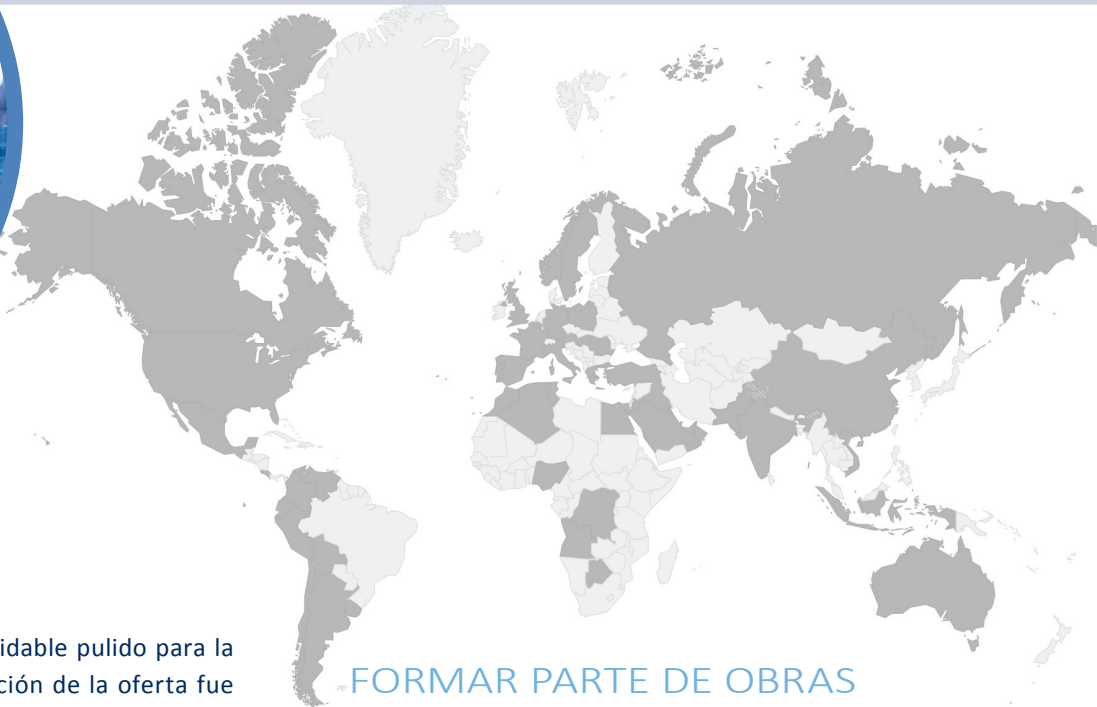 idable pulido para la
ción de la oferta fue
FORMAR PARTE DE OBRAS